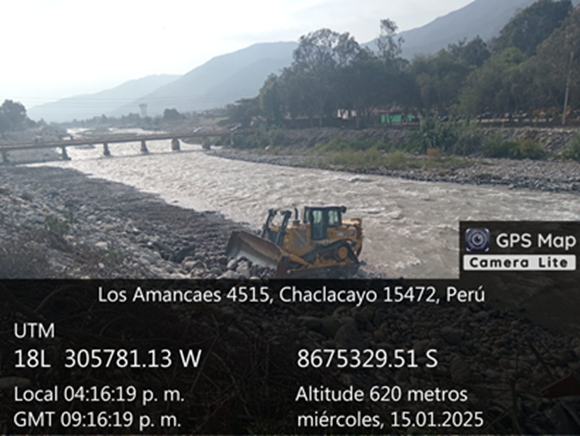 GPS Map
Camera Lite
Los Amancaes 4515, Chaclacayo 15472, Perú
UTM
18L 305781.13 W 8675329.51 S
Local 04:16:19 p. m. Altitude 620 metros
GMT 09:16:19 p. m. miércoles, 15.01.2025